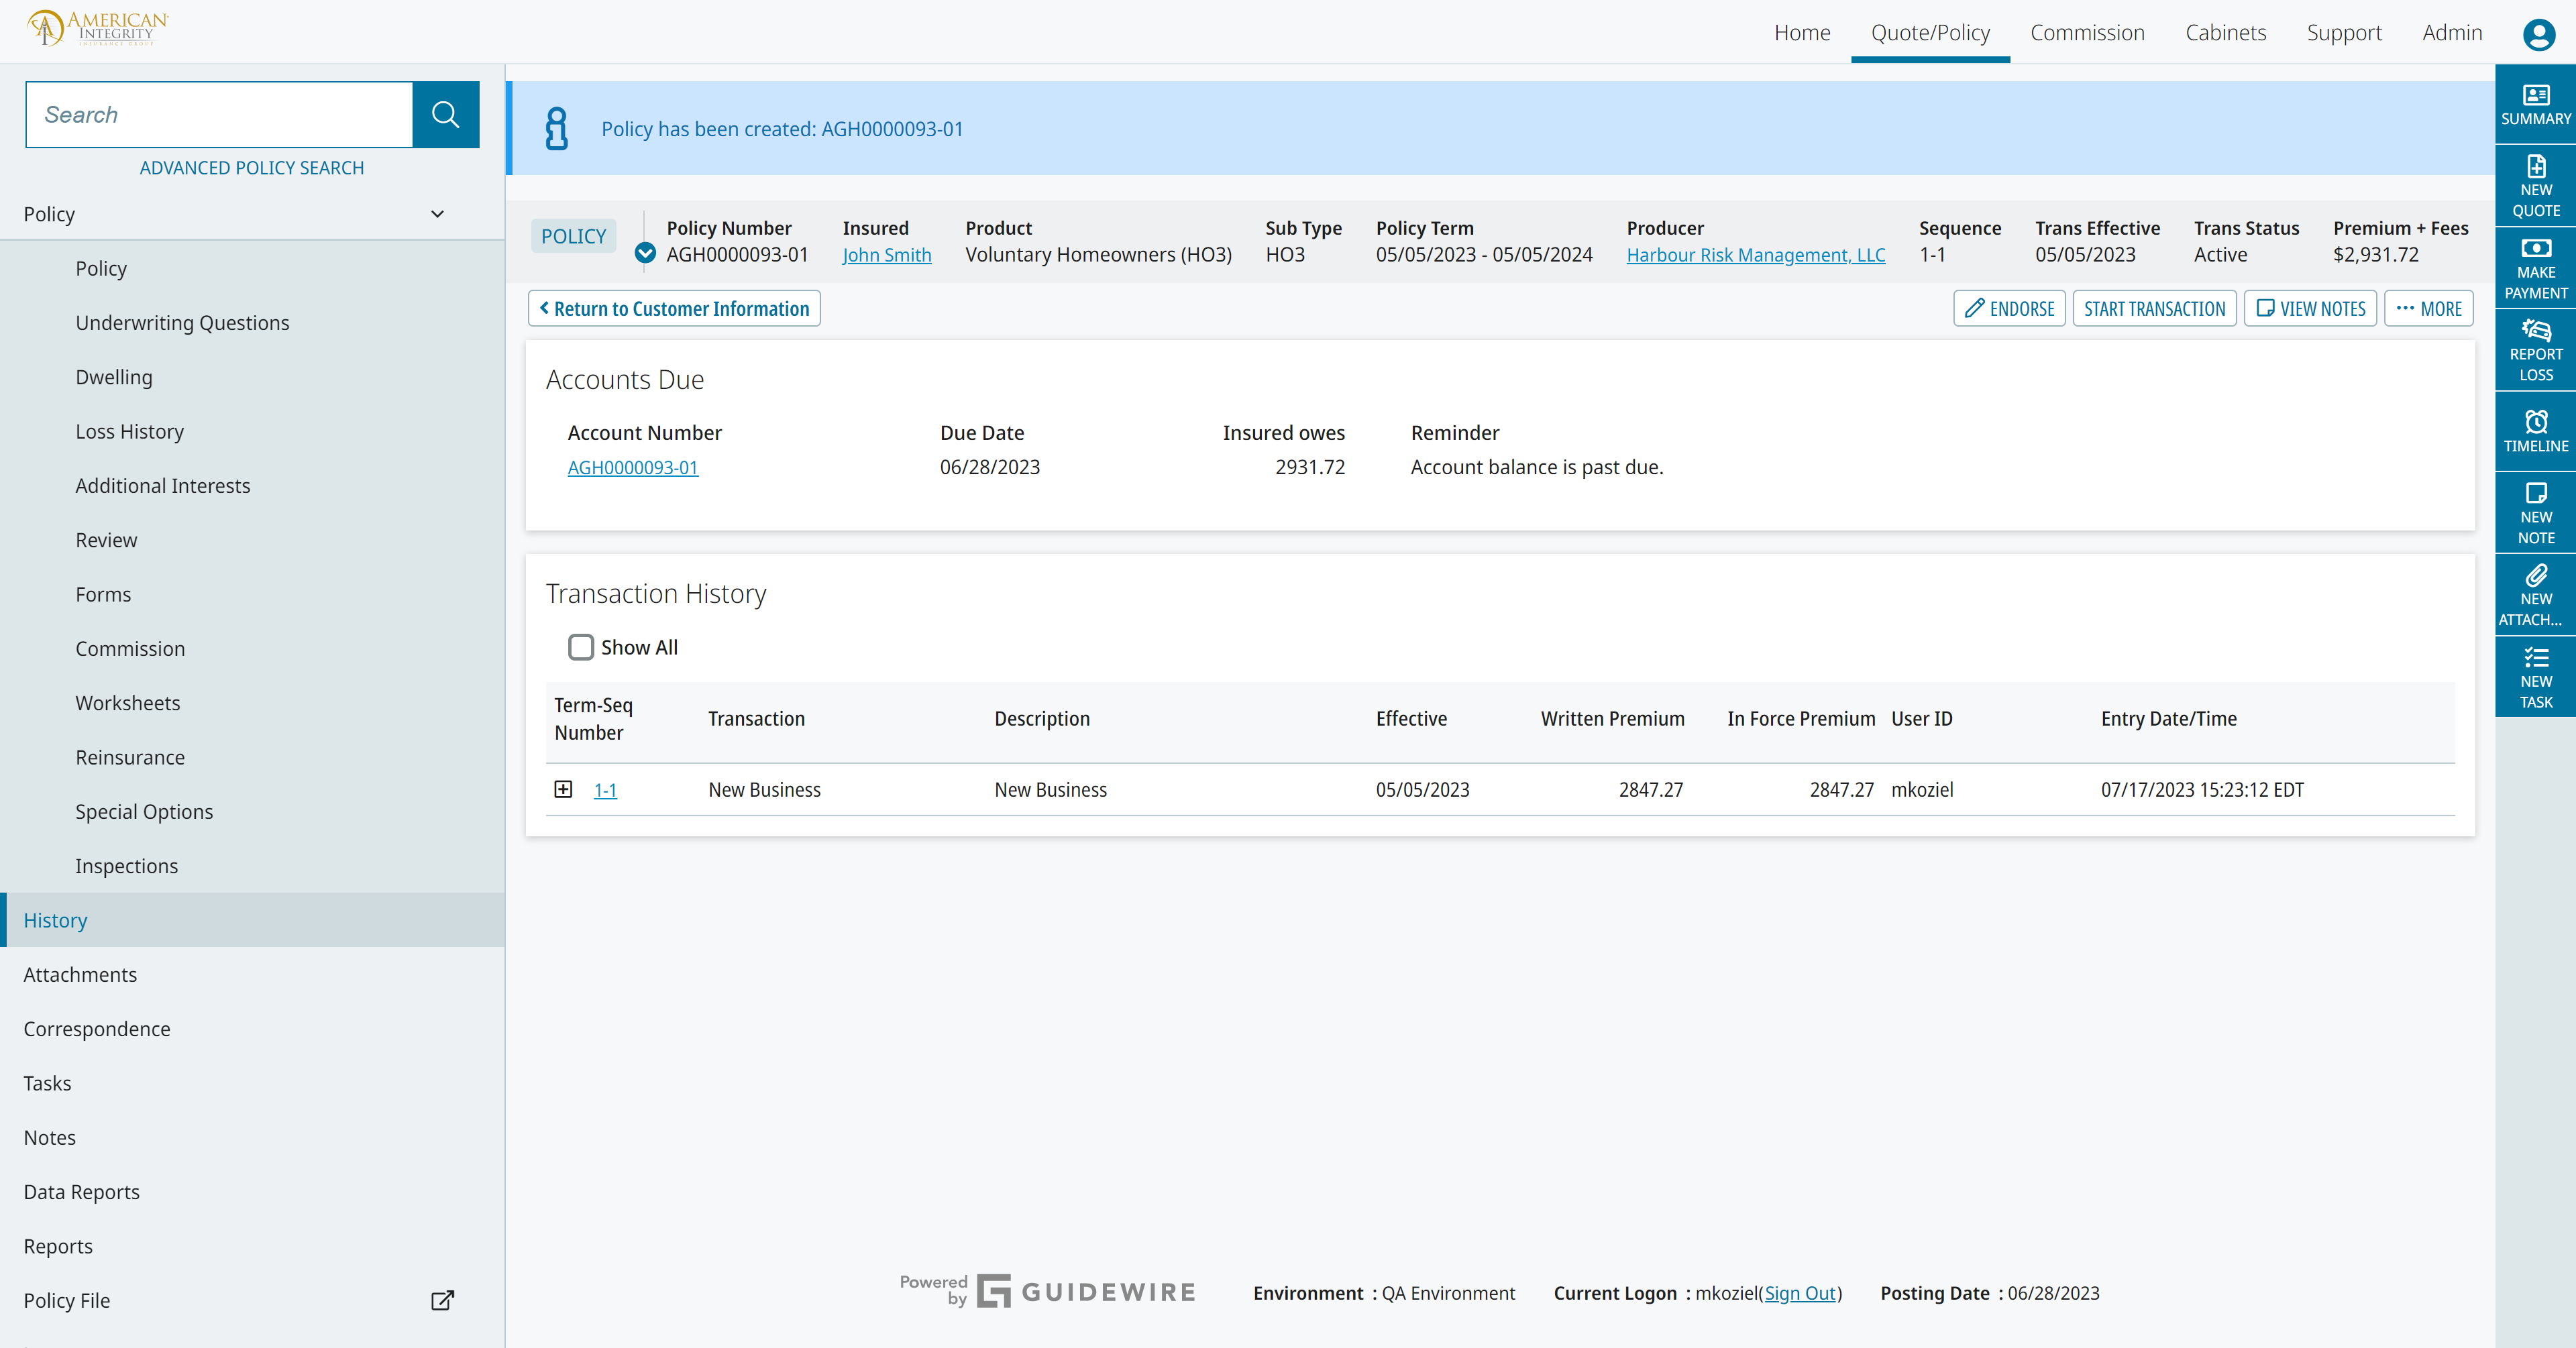 AMERICAN
INTEGRITY
INSURANCE GROUP
Home
Quote/Policy
Commission
Cabinets
Support
Admin
Search
ADVANCED POLICY SEARCH
Policy
Policy
Underwriting Questions
Dwelling
Loss History
Additional Interests
Review
Forms
Commission
Worksheets
Reinsurance
Special Options
Inspections
History
Attachments
Correspondence
Tasks
Notes
Data Reports
Reports
Policy File
Policy has been created: AGH0000093-01
POLICY
Policy Number Insured Product Sub Type Policy Term Producer Sequence Trans Effective Trans Status Premium + Fees
AGH0000093-01 John Smith Voluntary Homeowners (HO3) HO3 05/05/2023 - 05/05/2024 Harbour Risk Management, LLC 1-1 05/05/2023 Active $2,931.72
Return to Customer Information
ENDORSE
START TRANSACTION
VIEW NOTES
MORE
Accounts Due
Account Number Due Date Insured owes Reminder
AGH0000093-01 06/28/2023 2931.72 Account balance is past due.
Transaction History
Show All
Term-Seq
Number
Transaction Description Effective Written Premium In Force Premium User ID Entry Date/Time
1-1 New Business New Business 05/05/2023 2847.27 2847.27 mkoziel 07/17/2023 15:23:12 EDT
Powered
by
GUIDEWIRE
Environment : QA Environment Current Logon : mkoziel(Sign Out) Posting Date : 06/28/2023
SUMMARY
NEW
QUOTE
MAKE
PAYMENT
REPORT
LOSS
TIMELINE
NEW
NOTE
NEW
ATTACH...
NEW
TASK